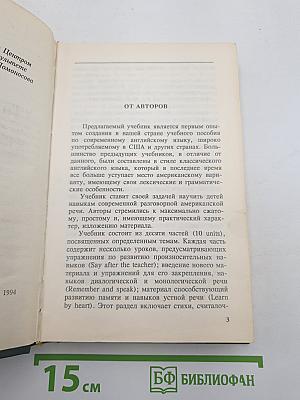 Центром
Ломоносова
1994
ОТ АВТОРОВ
Предлагаемый учебник является первым опы-
том создания в нашей стране учебного пособия
по современному английскому языку, широко
употребляемому в США и других странах. Боль-
шинство предыдущих учебников, в отличие от
данного, были составлены в стиле классического
английского языка, который в последнее время
все больше уступает место американскому вари-
анту, имеющему свои лексические и грамматиче-
ские особенности.
Учебник ставит своей задачей научить
детей навыкам современной разговорной американской
речи. Авторы стремились к максимально сжато-
му, простому и, имеющему практический харак-
тер, изложению материала.
Учебник состоит из десяти частей (10 units),
посвященных определенным темам. Каждая часть
содержит несколько уроков, предусматривающих
упражнения по развитию произносительных на-
выков (Say after the teacher); введение нового ма-
териала и упражнений для его закрепления, на-
выков диалогической и монологической речи
(Remember and speak); материал способствующий
развитию памяти и навыков устной речи (Learn
by heart). Этот раздел включает стихи, считалоч-
3
15 см
БФ БИБЛИОФАН